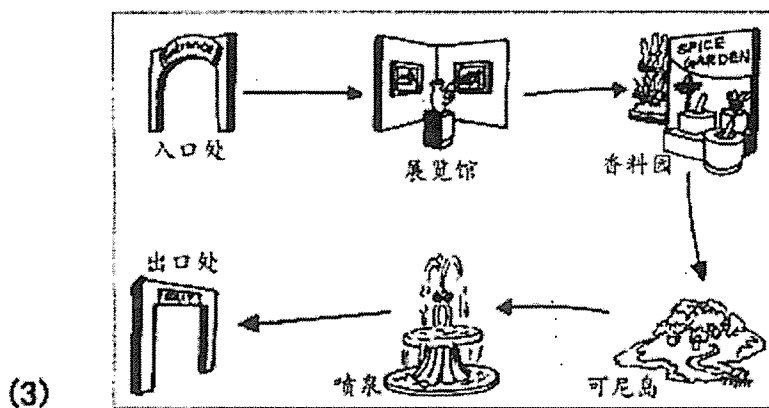 ENTRANCE
SPICE
GARDEN
入口处
展览馆
香料园
出口处
EXIT
喷泉
可尼岛
(3)